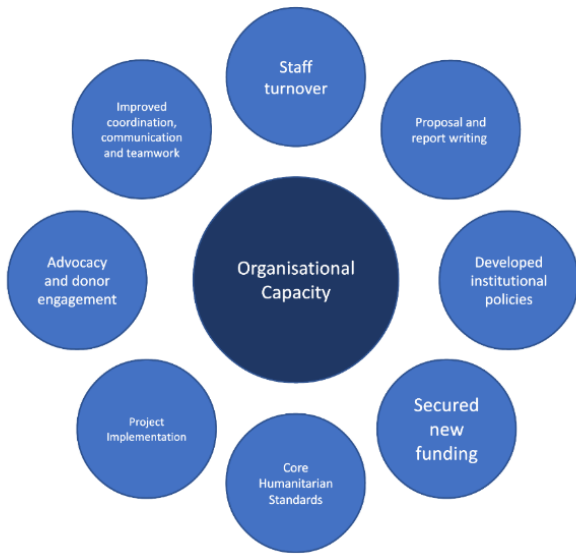 Staff
turnover
Proposal and
report writing
Developed
institutional
policies
Secured
new
funding
Core
Humanitarian
Standards
Project
Implementation
Advocacy
and donor
engagement
Improved
coordination,
communication
and teamwork
Organisational
Capacity